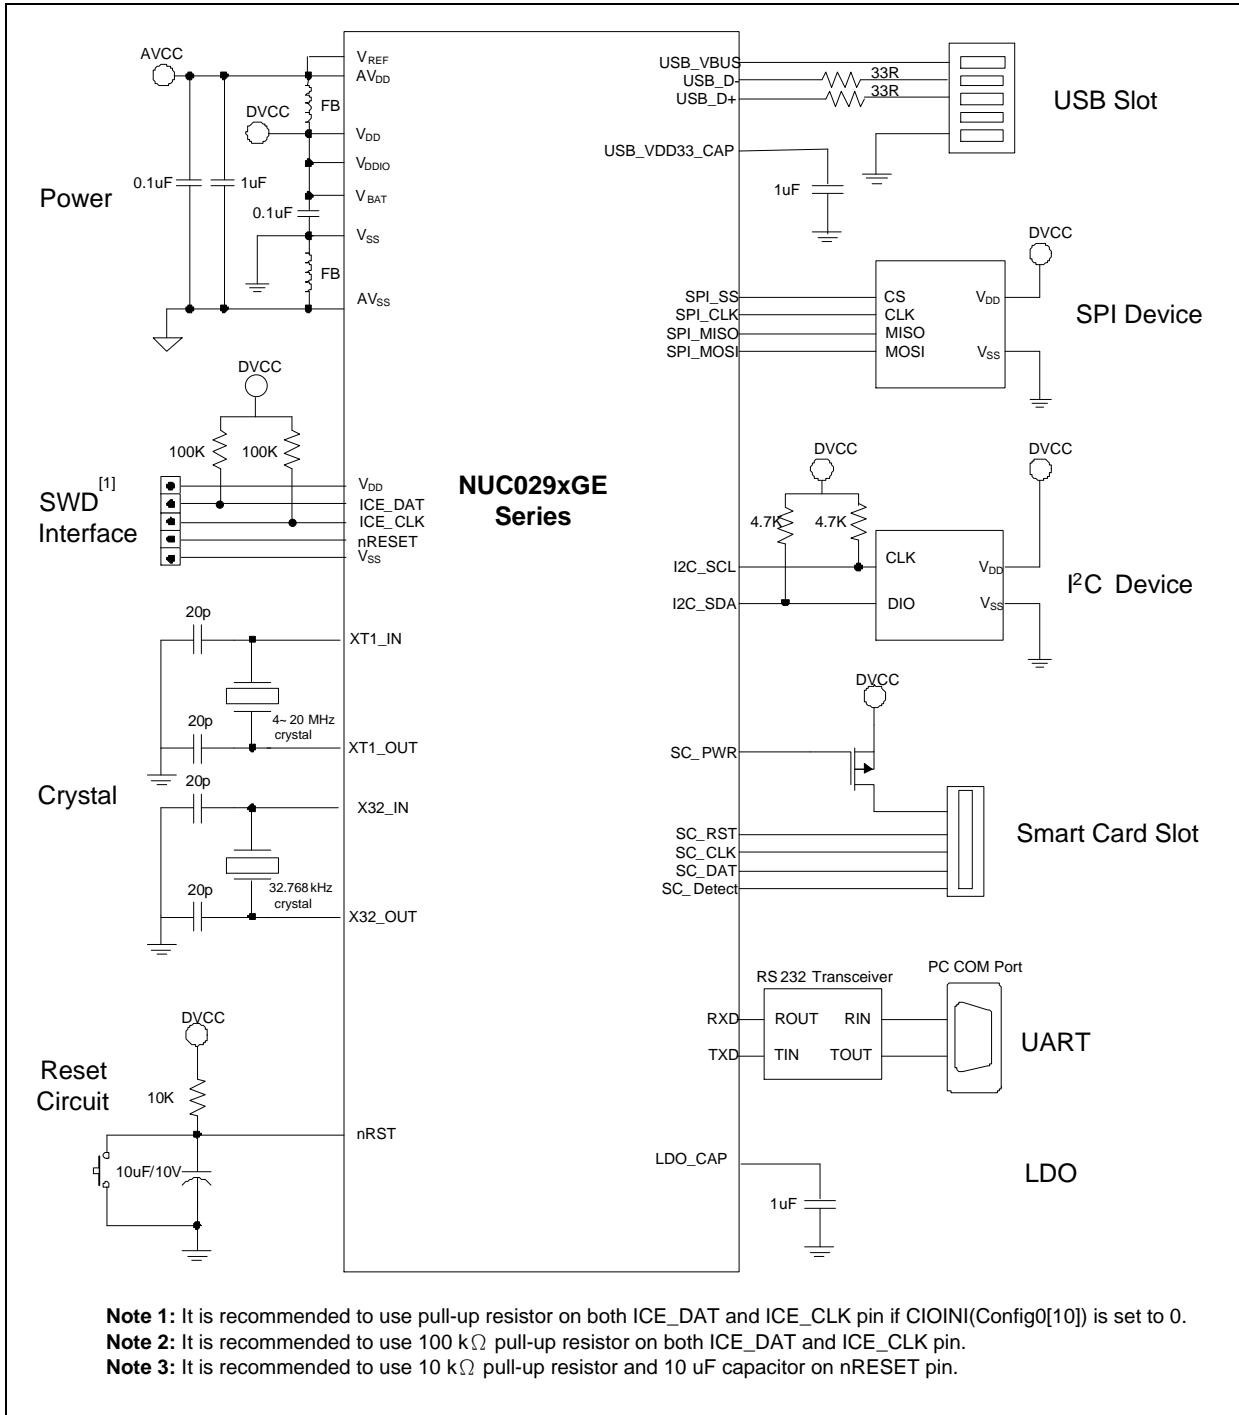 AVCC
VREF
AVDD
FB
DVCC
VDD
VDDIO
VBAT
0.1uF
1uF
0.1uF
VSS
FB
AVSS
Power
DVCC
100K
100K
SWD[1]
Interface
VDD
ICE_DAT
ICE_CLK
nRESET
VSS
20p
XT1_IN
20p
4~ 20 MHz
crystal
XT1_OUT
Crystal
20p
X32_IN
20p
32.768 kHz
crystal
X32_OUT
Reset
Circuit
DVCC
10K
nRST
10uF/10V
NUC029xGE
Series
USB_VBUS
USB_D-
33R
USB_D+
33R
USB Slot
USB_VDD33_CAP
1uF
DVCC
SPI_SS
SPI_CLK
SPI_MISO
SPI_MOSI
CS
CLK
MISO
MOSI
VDD
VSS
SPI Device
DVCC
DVCC
4.7K
4.7K
I2C_SCL
I2C_SDA
CLK
DIO
VDD
VSS
I2C Device
DVCC
SC_PWR
SC_RST
SC_CLK
SC_DAT
SC_Detect
Smart Card Slot
RS 232 Transceiver
PC COM Port
RXD
ROUT
RIN
TXD
TIN
TOUT
UART
LDO_CAP
1uF
LDO
Note 1: It is recommended to use pull-up resistor on both ICE_DAT and ICE_CLK pin if CIOINI(Config0[10]) is set to 0.
Note 2: It is recommended to use 100 kΩ pull-up resistor on both ICE_DAT and ICE_CLK pin.
Note 3: It is recommended to use 10 kΩ pull-up resistor and 10 uF capacitor on nRESET pin.